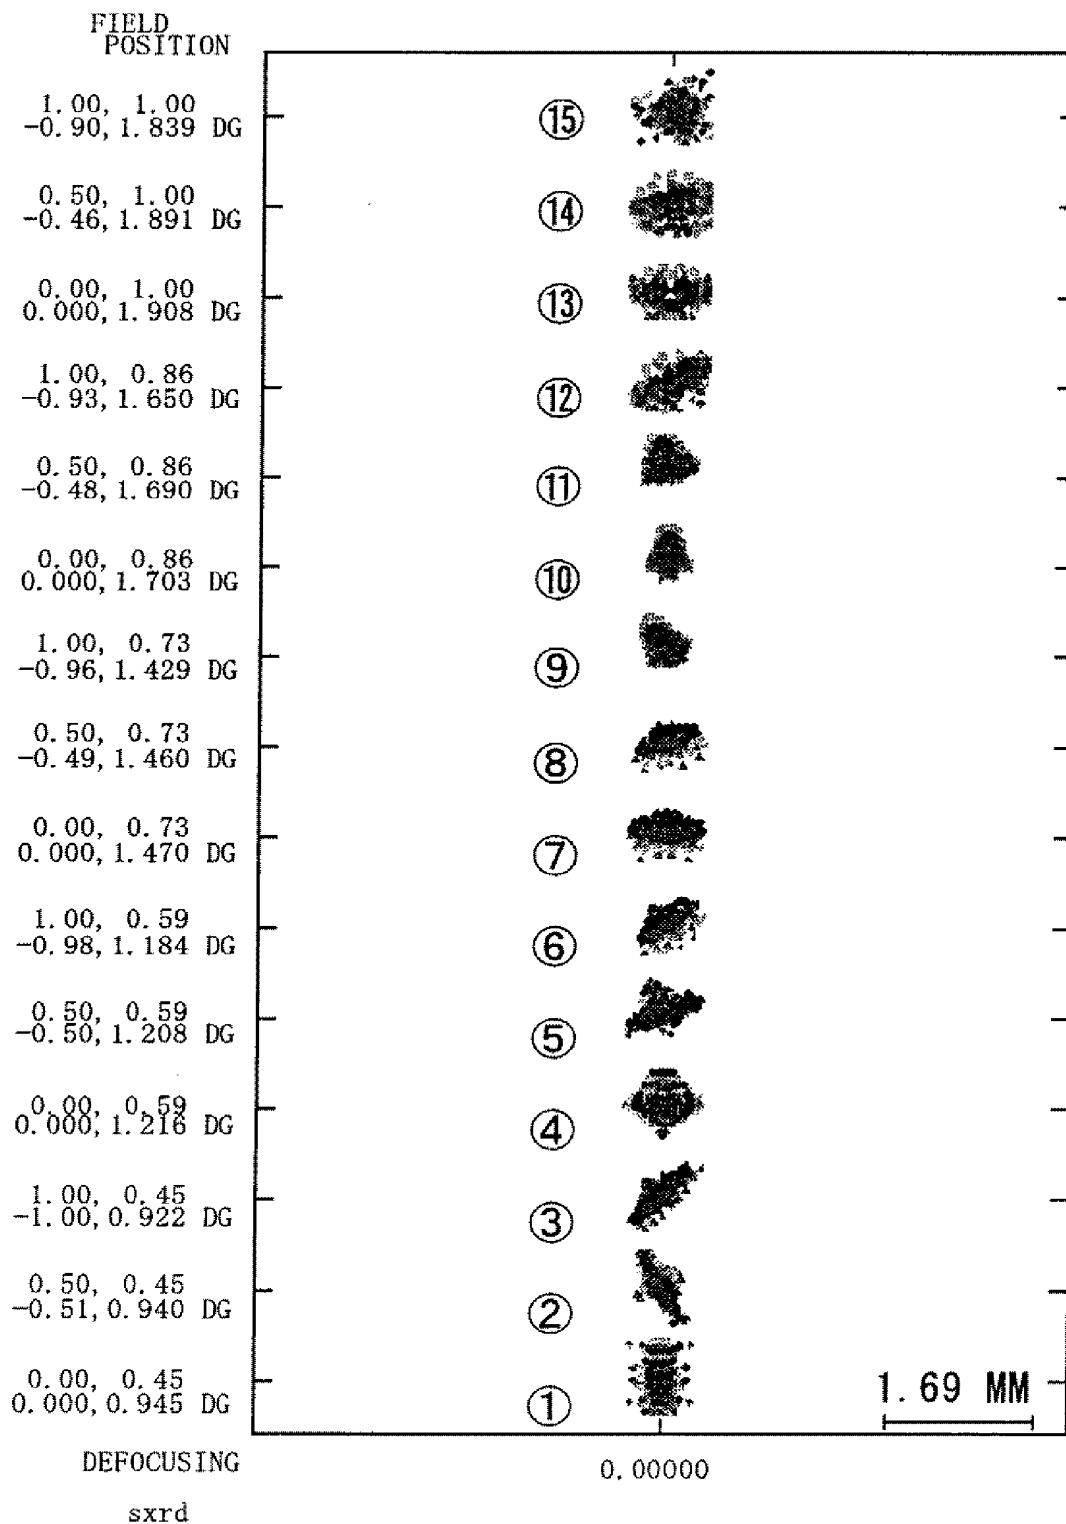 FIELD
POSITION
1.00, 1.00
-0.90, 1.839 DG
⑮
0.50, 1.00
-0.46, 1.891 DG
⑭
0.00, 1.00
0.000, 1.908 DG
⑬
1.00, 0.86
-0.93, 1.650 DG
⑫
0.50, 0.86
-0.48, 1.690 DG
⑪
0.00, 0.86
0.000, 1.703 DG
⑩
1.00, 0.73
-0.96, 1.429 DG
⑨
0.50, 0.73
-0.49, 1.460 DG
⑧
0.00, 0.73
0.000, 1.470 DG
⑦
1.00, 0.59
-0.98, 1.184 DG
⑥
0.50, 0.59
-0.50, 1.208 DG
⑤
0.00, 0.59
0.000, 1.216 DG
④
1.00, 0.45
-1.00, 0.922 DG
③
0.50, 0.45
-0.51, 0.940 DG
②
0.00, 0.45
0.000, 0.945 DG
①
1.69 MM
DEFOCUSING
0.00000
sxrd